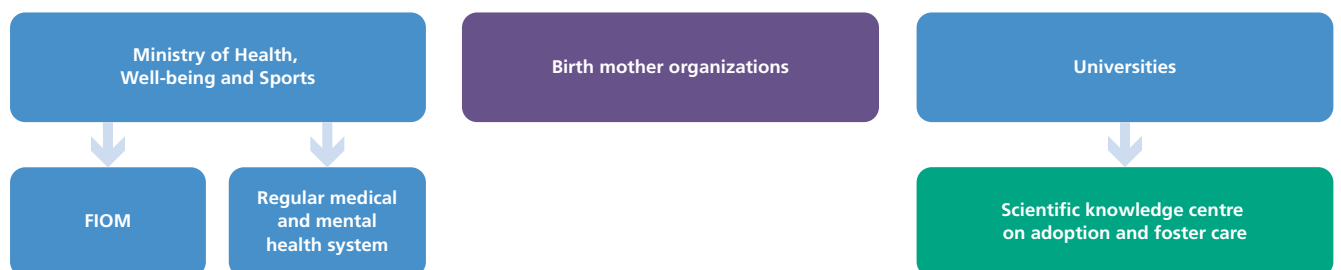 Ministry of Health,
Well-being and Sports
Birth mother organizations
Universities
FIOM
Regular medical
and mental
health system
Scientific knowledge centre
on adoption and foster care